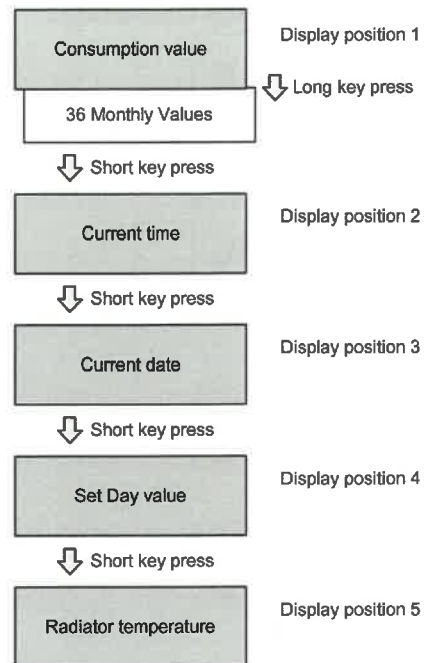 Consumption value
Display position 1
Long key press
36 Monthly Values
Short key press
Current time
Display position 2
Short key press
Current date
Display position 3
Short key press
Set Day value
Display position 4
Short key press
Radiator temperature
Display position 5